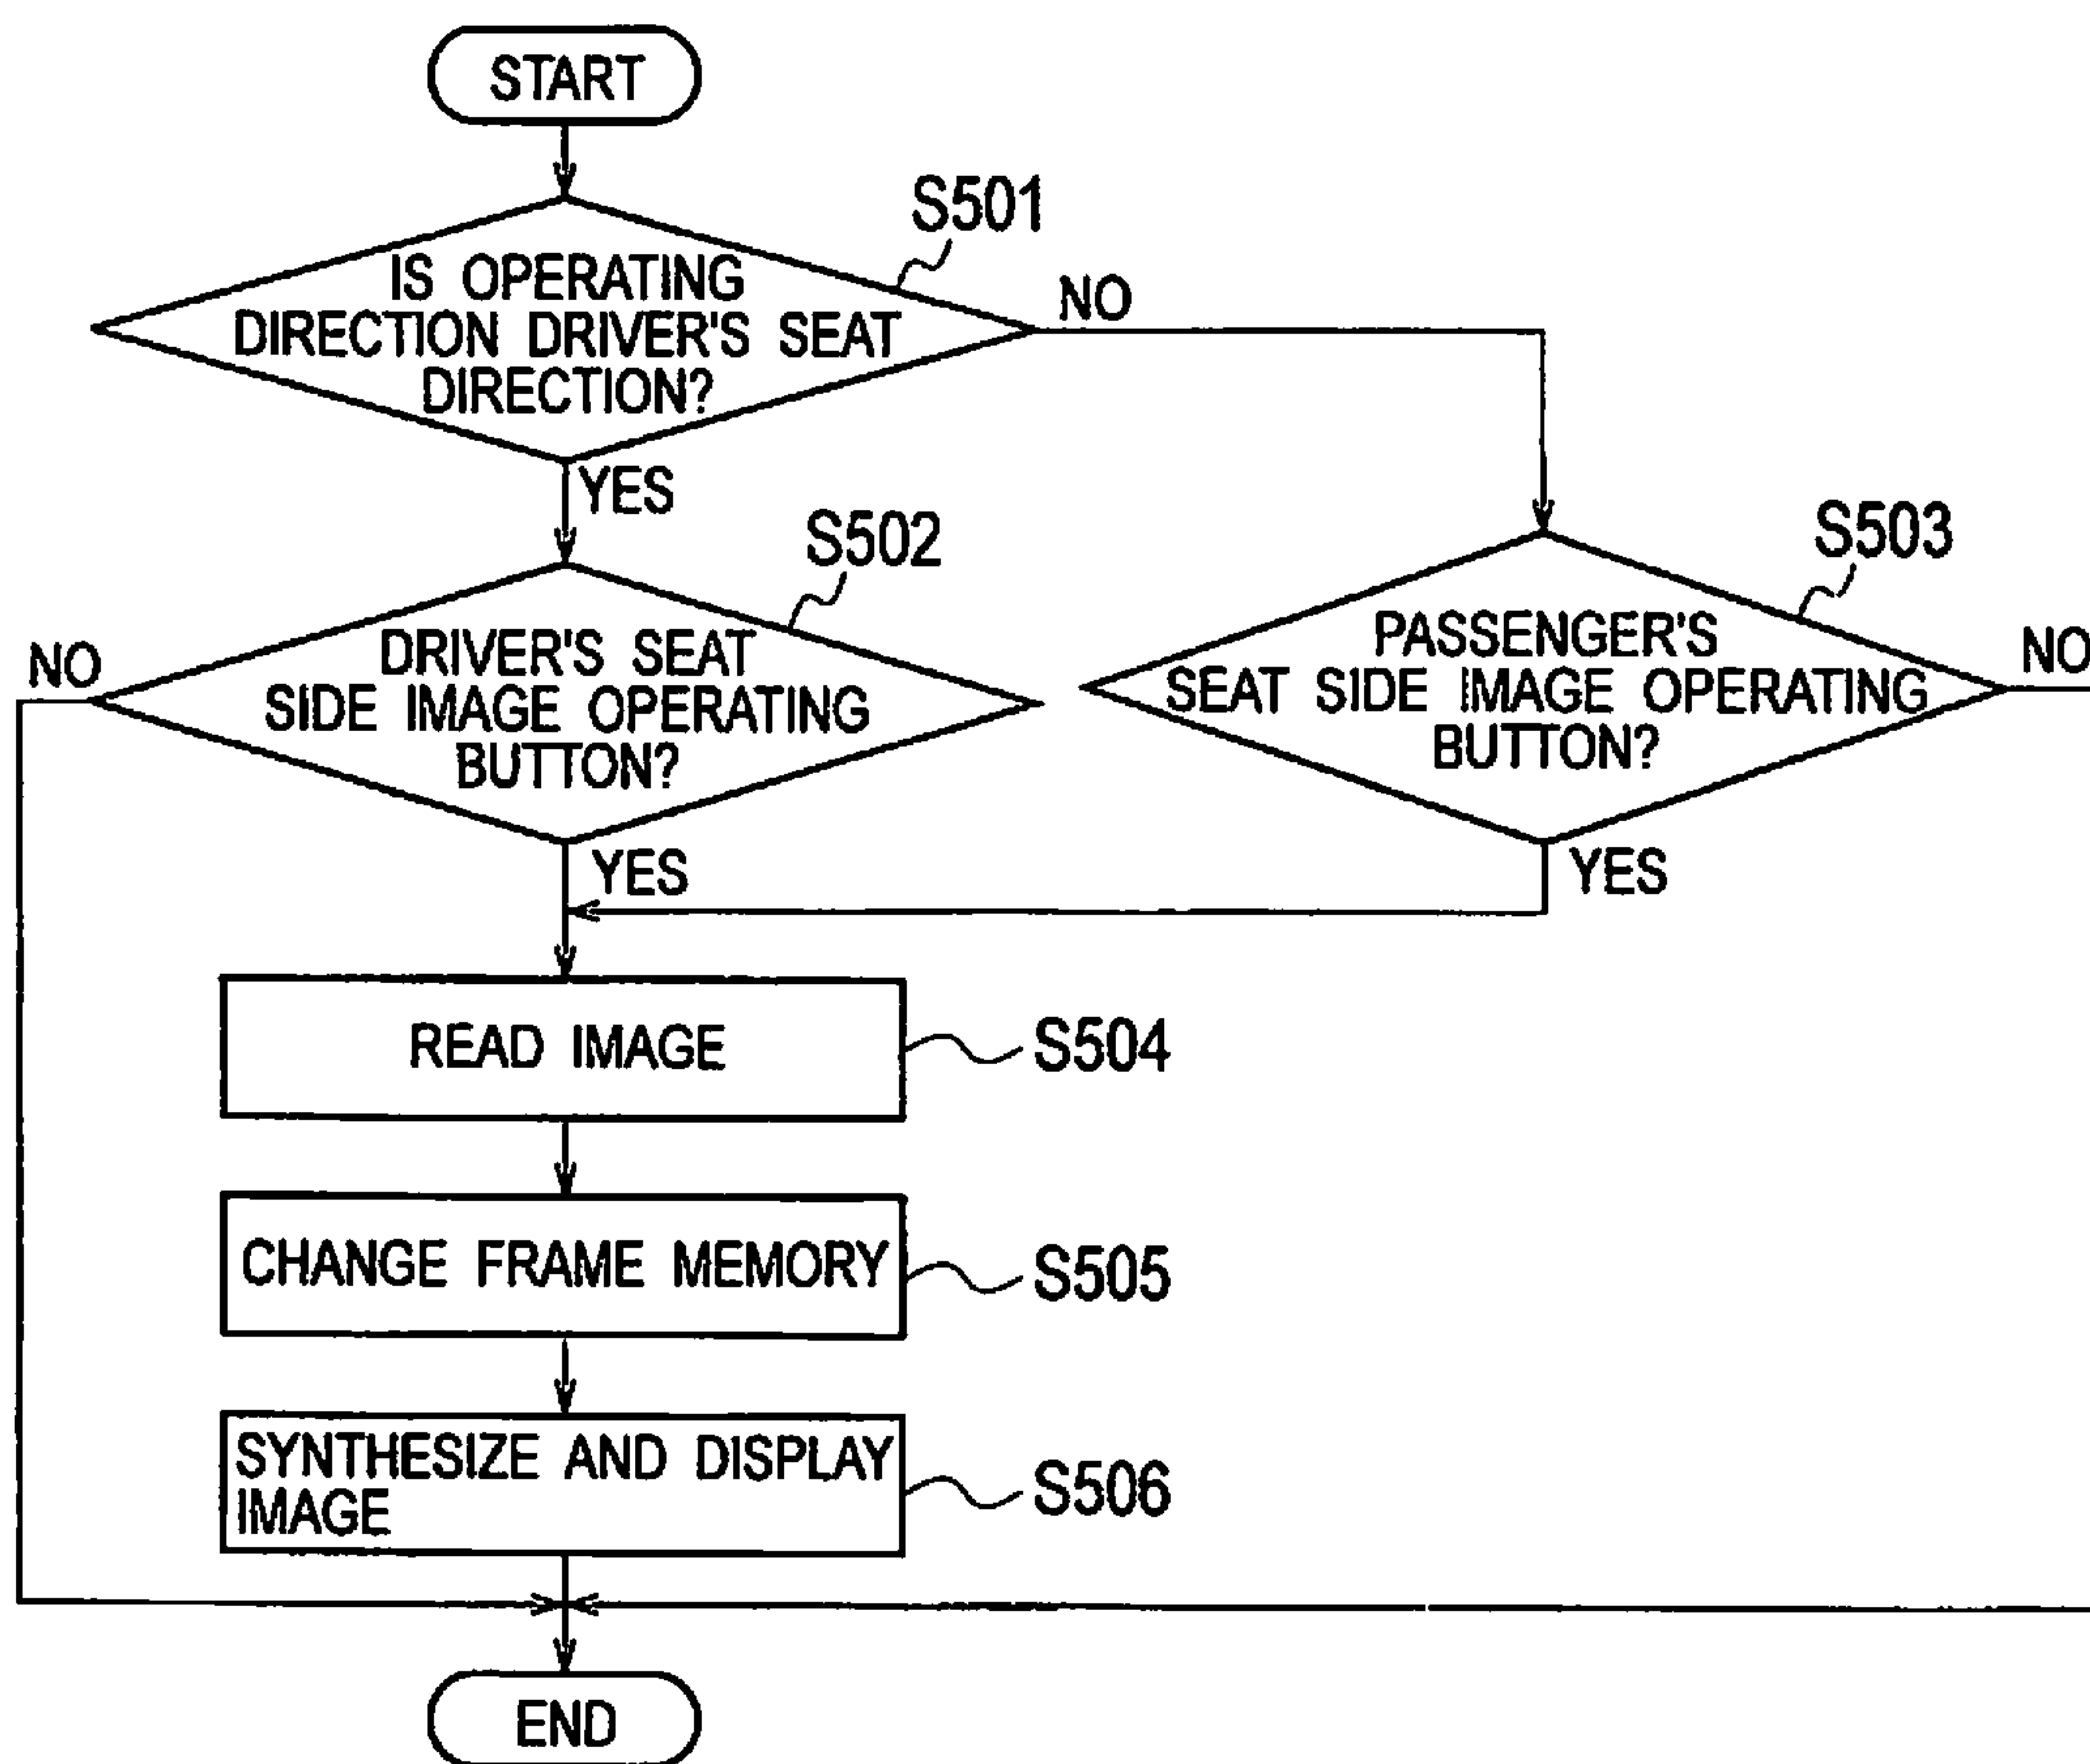 START
S501
IS OPERATING
DIRECTION DRIVER'S SEAT
DIRECTION?
NO
YES
S502
S503
NO
DRIVER'S SEAT
SIDE IMAGE OPERATING
BUTTON?
PASSENGER'S
SEAT SIDE IMAGE OPERATING
BUTTON?
NO
YES
YES
READ IMAGE
S504
CHANGE FRAME MEMORY
S505
SYNTHESIZE AND DISPLAY
IMAGE
S506
END